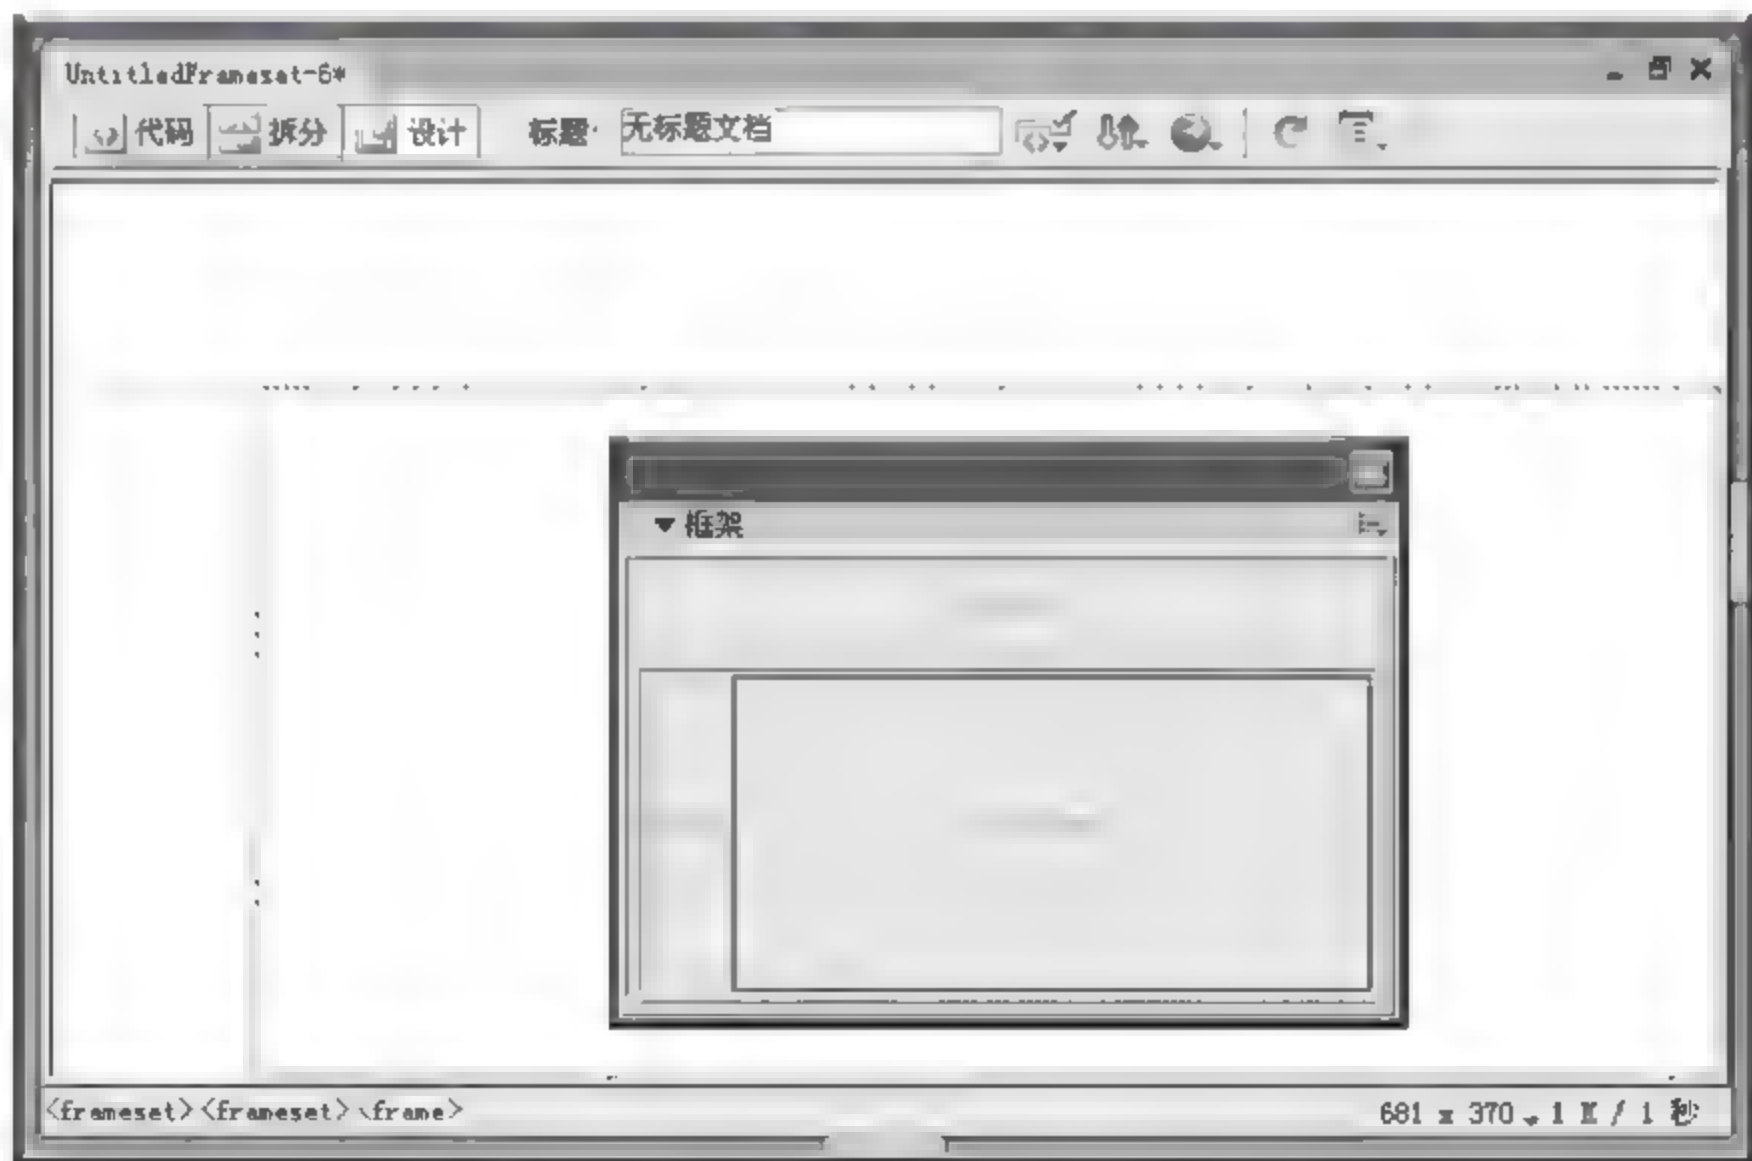 UntitledFrameset-6*
代码 拆分 设计 标题: 无标题文档
框架
<frameset><frameset><frame>
681 x 370 1 K / 1 秒